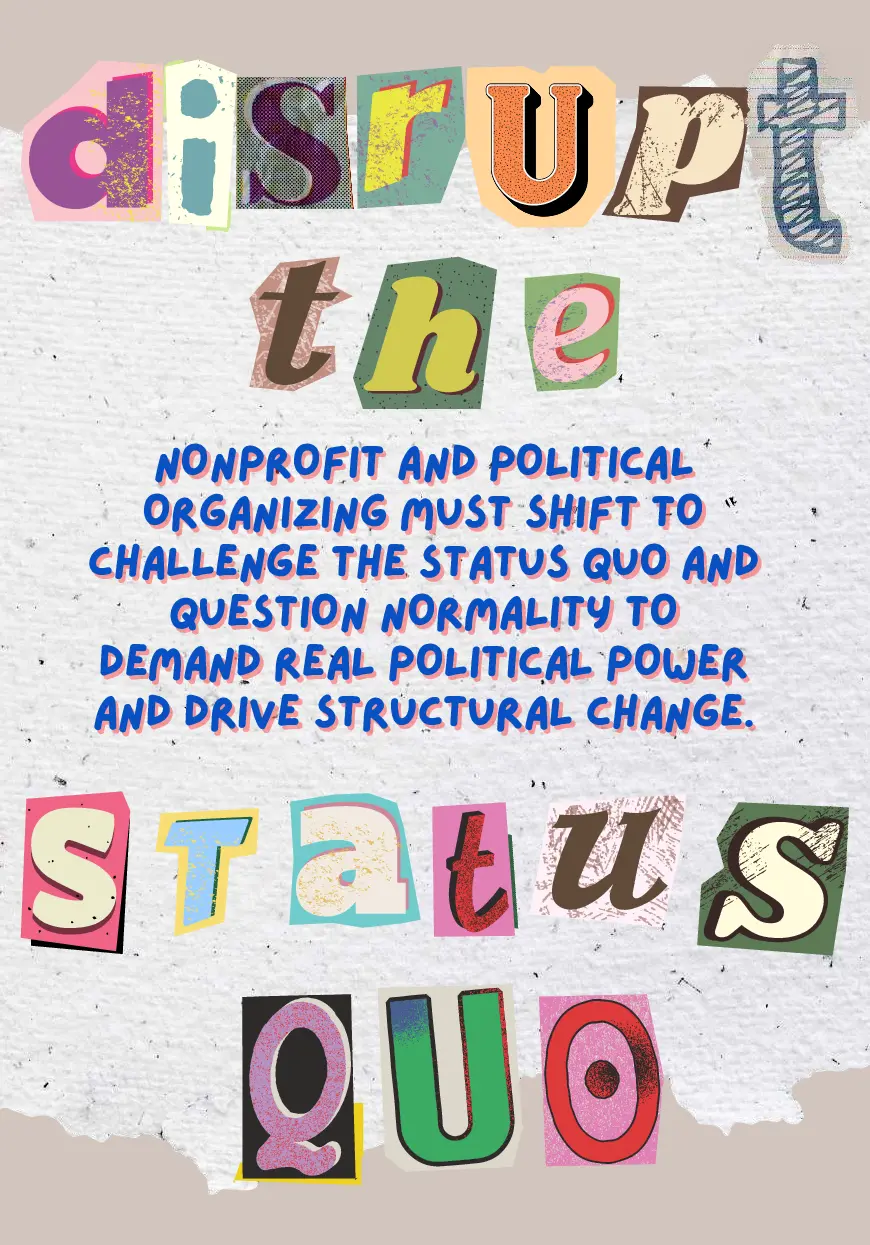 disrupt
the
NONPROFIT AND POLITICAL
ORGANIZING MUST SHIFT TO
CHALLENGE THE STATUS QUO AND
QUESTION NORMALITY TO
DEMAND REAL POLITICAL POWER
AND DRIVE STRUCTURAL CHANGE.
STatus
QUO